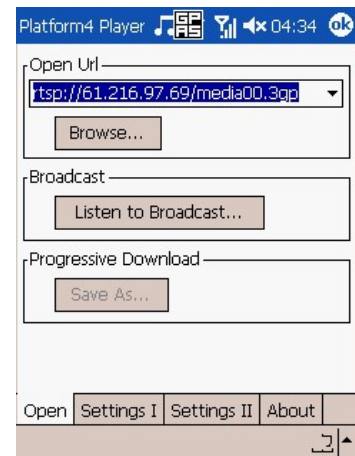 Platform4 Player GPRS 04:34 ok
Open Url
rtsp://61.216.97.69/media00.3gp
Browse...
Broadcast
Listen to Broadcast...
Progressive Download
Save As...
Open Settings I Settings II About